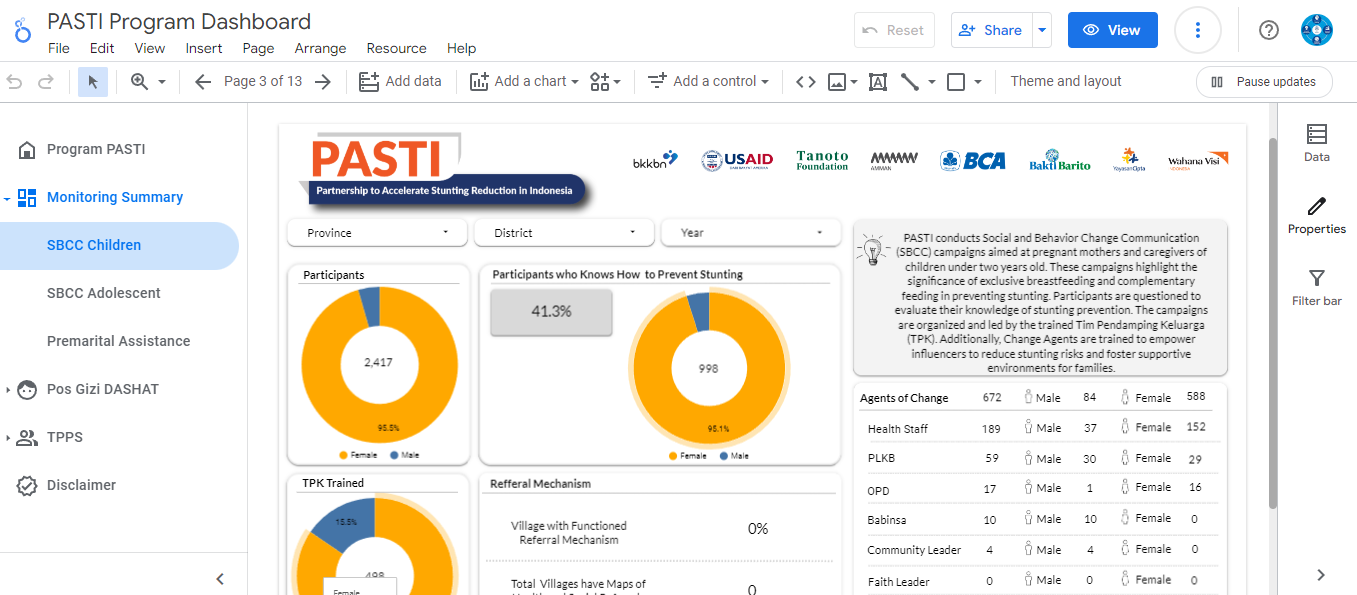 PASTI Program Dashboard
File Edit View Insert Page Arrange Resource Help
Reset
Share
View
Page 3 of 13
Add data
Add a chart
Add a control
Theme and layout
Pause updates
Program PASTI
Monitoring Summary
SBCC Children
SBCC Adolescent
Premarital Assistance
Pos Gizi DASHAT
TPPS
Disclaimer
PASTI
Partnership to Accelerate Stunting Reduction in Indonesia
bkkbn
USAID
Tanoto
Foundation
AMMAN
BCA
Bakti Barito
YayasanCipta
Wahana Visi
Province
District
Year
Participants
2,417
95.5%
Female Male
Participants who Knows How to Prevent Stunting
41.3%
998
95.1%
Female Male
PASTI conducts Social and Behavior Change Communication
(SBCC) campaigns aimed at pregnant mothers and caregivers of
children under two years old. These campaigns highlight the
significance of exclusive breastfeeding and complementary
feeding in preventing stunting. Participants are questioned to
evaluate their knowledge of stunting prevention. The campaigns
are organized and led by the trained Tim Pendamping Keluarga
(TPK). Additionally, Change Agents are trained to empower
influencers to reduce stunting risks and foster supportive
environments for families.
Agents of Change 672 Male 84 Female 588
Health Staff 189 Male 37 Female 152
PLKB 59 Male 30 Female 29
OPD 17 Male 1 Female 16
Babinsa 10 Male 10 Female 0
Community Leader 4 Male 4 Female 0
Faith Leader 0 Male 0 Female 0
TPK Trained
15.5%
498
Female
Refferal Mechanism
Village with Functioned
Referral Mechanism
0%
Total Villages have Maps of
0
Data
Properties
Filter bar